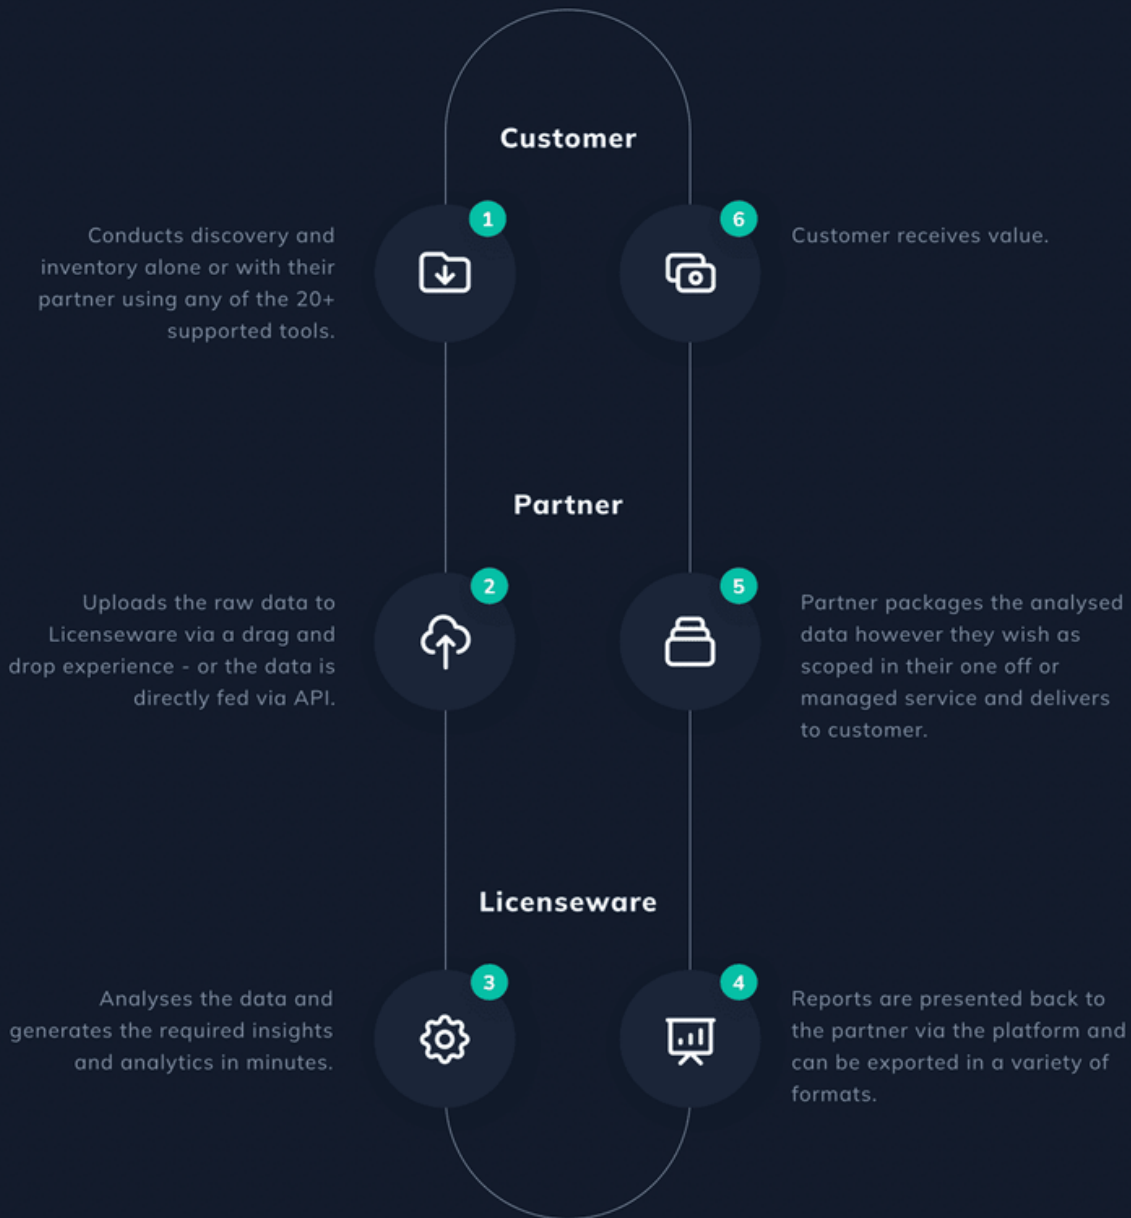 Customer
1
Conducts discovery and
inventory alone or with their
partner using any of the 20+
supported tools.
6
Customer receives value.
Partner
2
Uploads the raw data to
Licenseware via a drag and
drop experience - or the data is
directly fed via API.
5
Partner packages the analysed
data however they wish as
scoped in their one off or
managed service and delivers
to customer.
Licenseware
3
Analyses the data and
generates the required insights
and analytics in minutes.
4
Reports are presented back to
the partner via the platform and
can be exported in a variety of
formats.